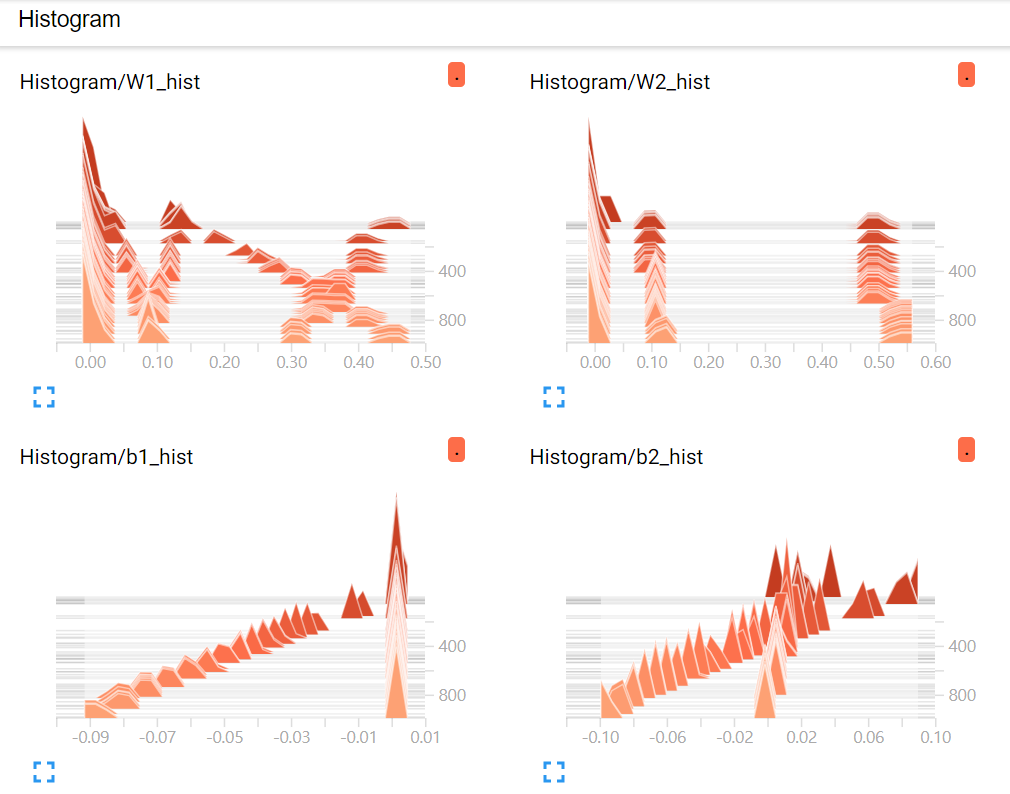 Histogram
Histogram/W1_hist
.
400
800
0.00 0.10 0.20 0.30 0.40 0.50
Histogram/W2_hist
.
400
800
0.00 0.10 0.20 0.30 0.40 0.50 0.60
Histogram/b1_hist
.
400
800
-0.09 -0.07 -0.05 -0.03 -0.01 0.01
Histogram/b2_hist
.
400
800
-0.10 -0.06 -0.02 0.02 0.06 0.10